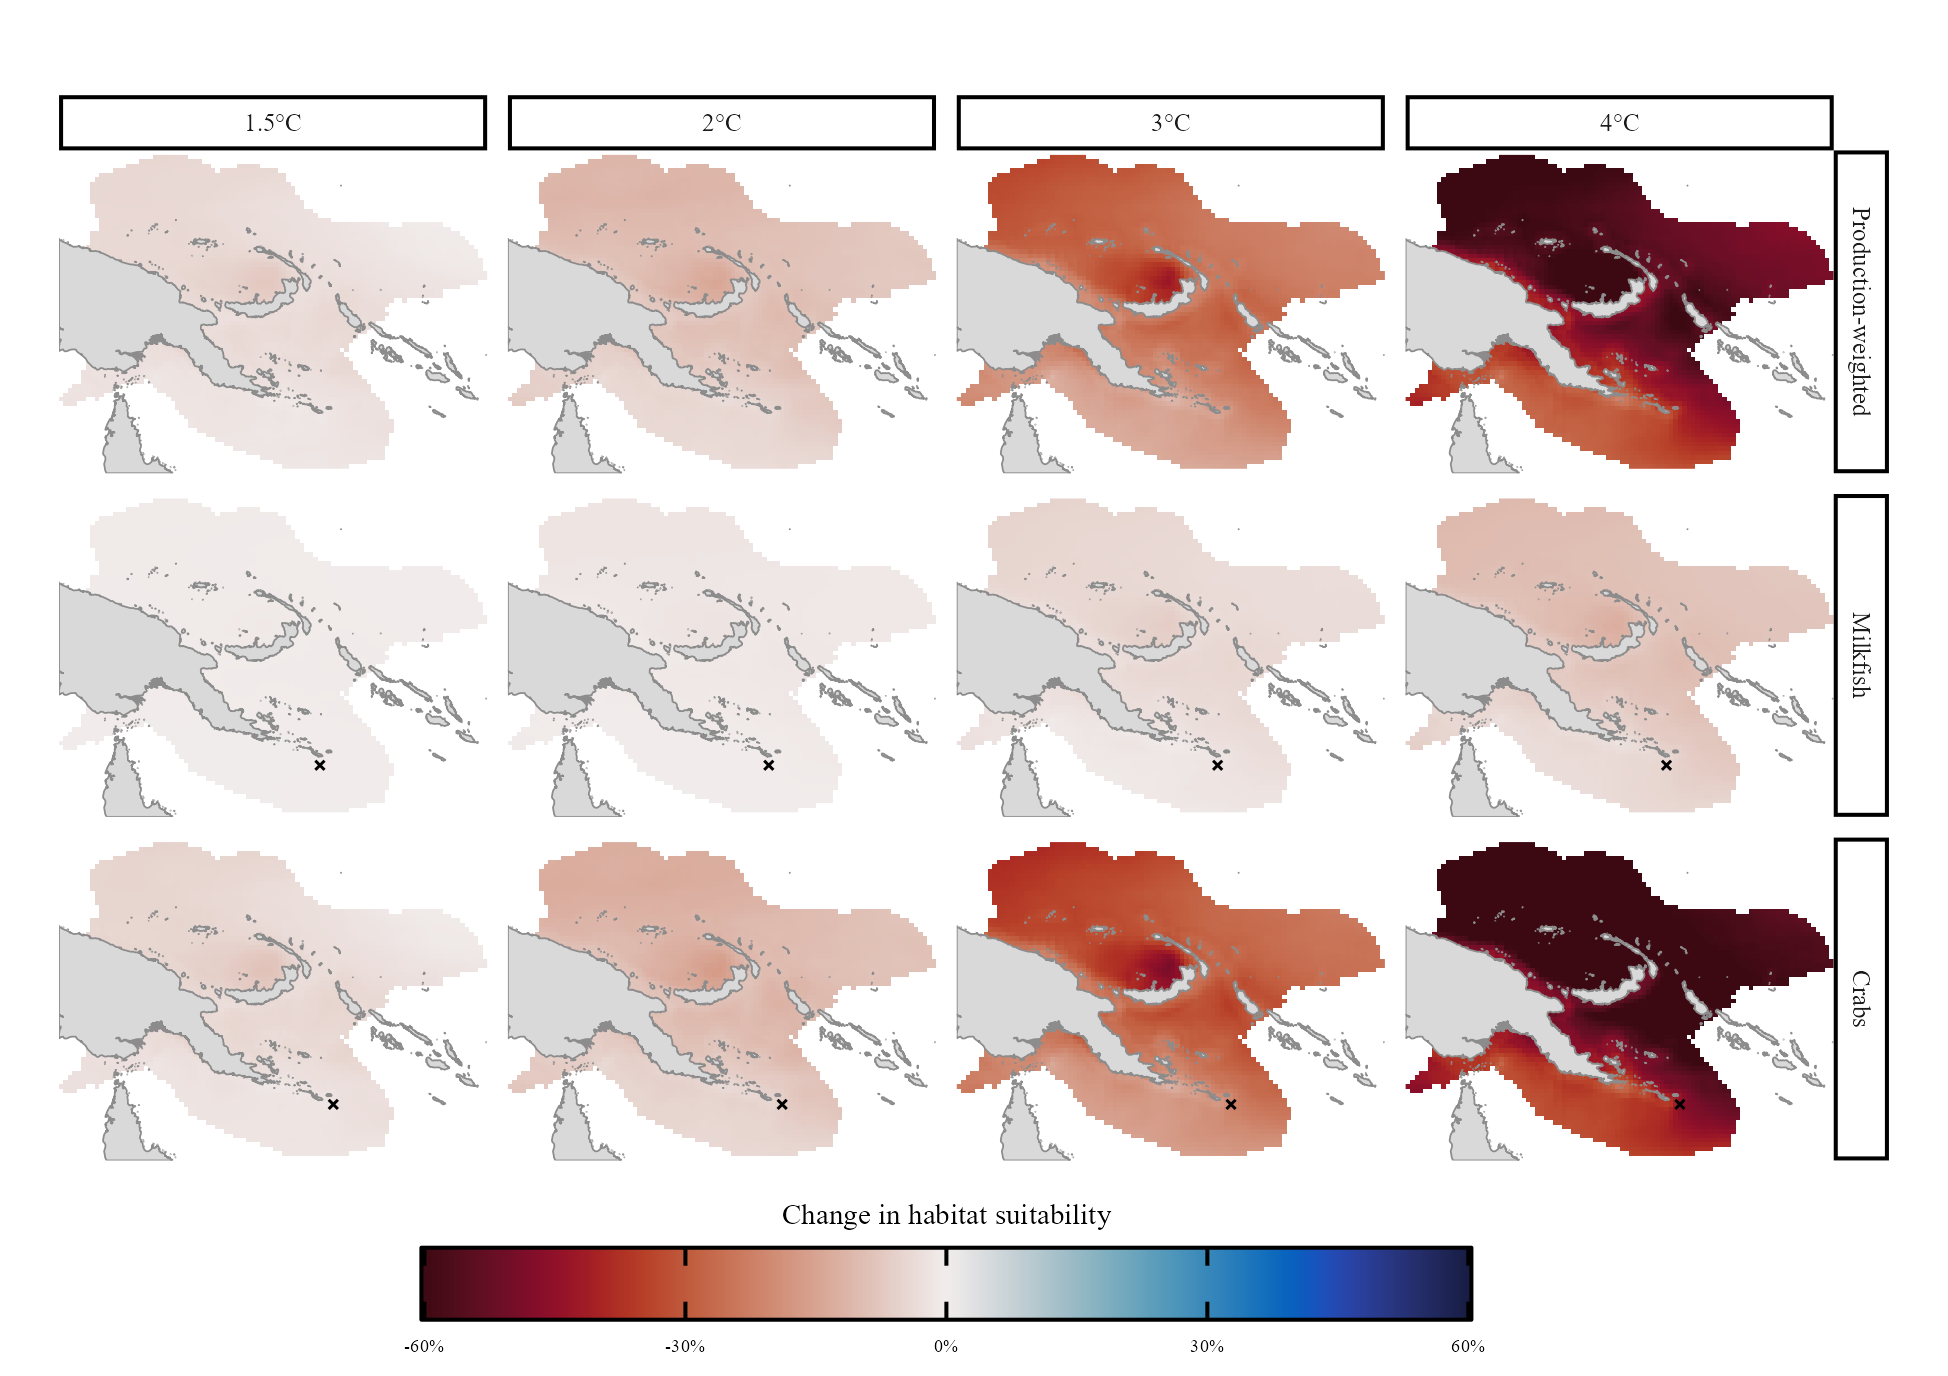 1.5°C
2°C
3°C
4°C
Production-weighted
Milkfish
Crabs
Change in habitat suitability
-60%
-30%
0%
30%
60%